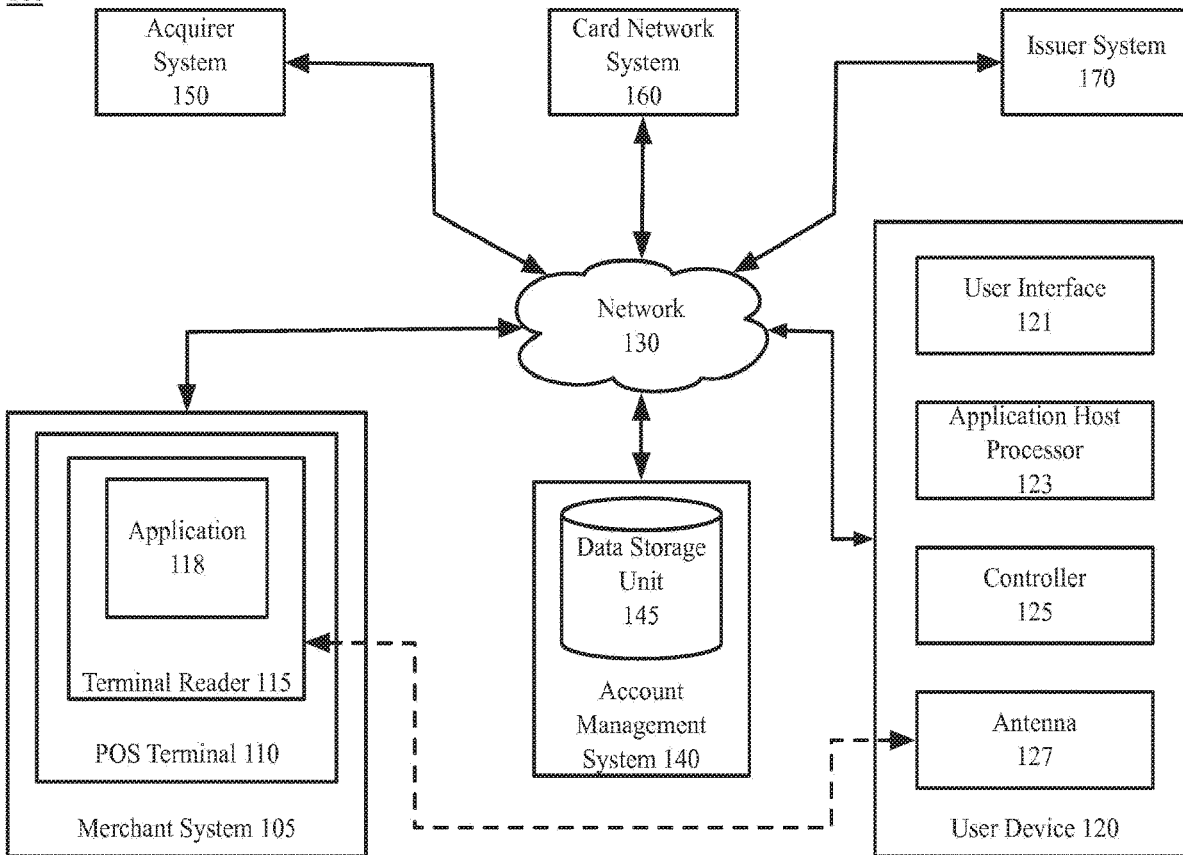 Acquirer
System
150
Card Network
System
160
Issuer System
170
Network
130
User Interface
121
Application Host
Processor
123
Controller
125
Antenna
127
User Device 120
Application
118
Terminal Reader 115
POS Terminal 110
Merchant System 105
Data Storage
Unit
145
Account
Management
System 140